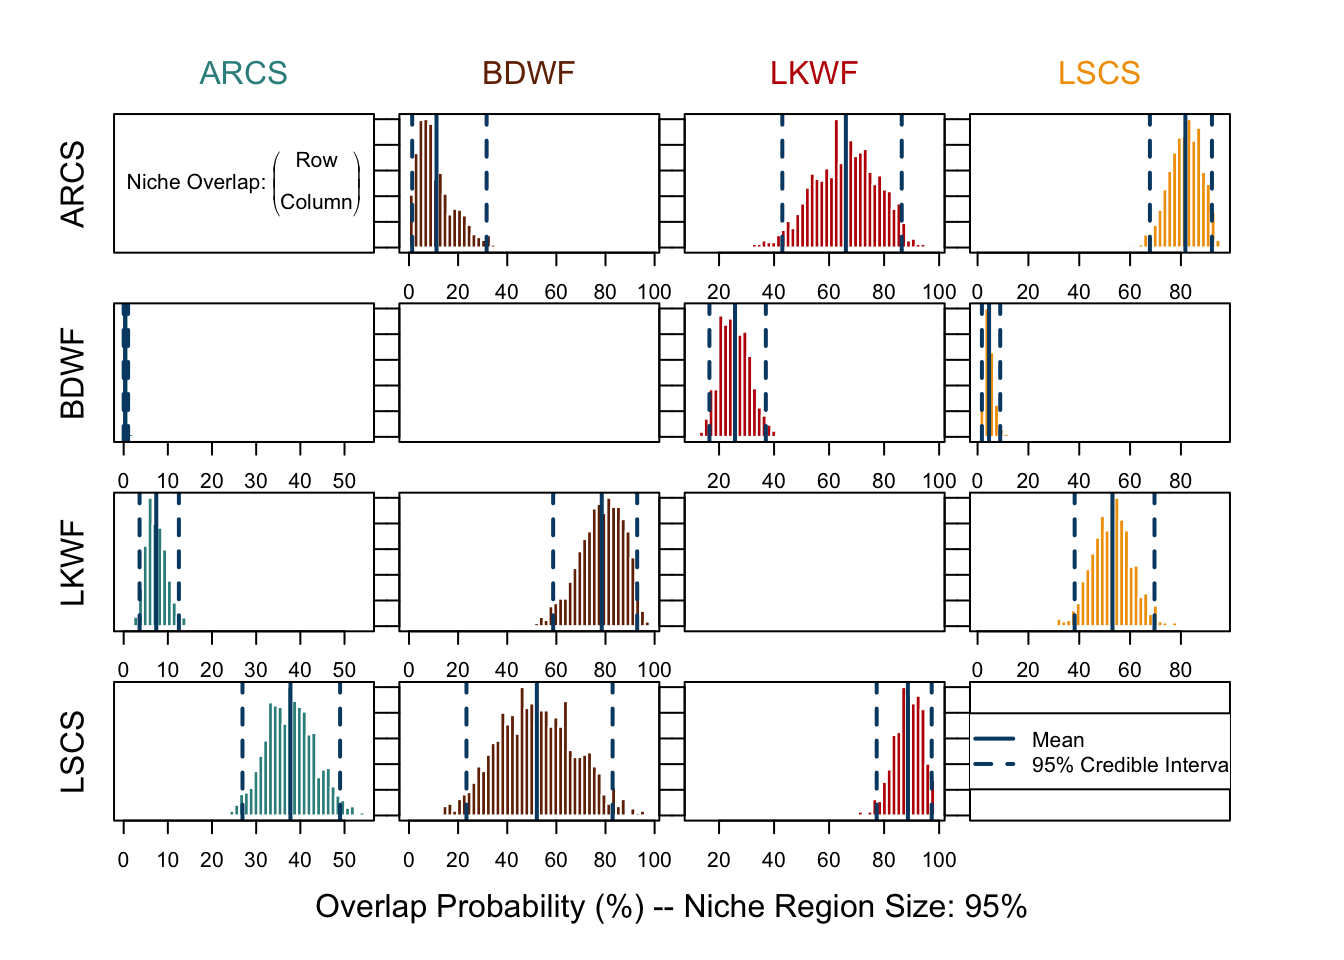 ARCS BDWF LKWF LSCS
ARCS
Niche Overlap: ( Row
Column )
0 20 40 60 80 100 20 40 60 80 100 0 20 40 60 80
BDWF
0 10 20 30 40 50 20 40 60 80 100 0 20 40 60 80
LKWF
0 10 20 30 40 50 0 20 40 60 80 100 0 20 40 60 80
LSCS
Mean
95% Credible Interva
0 10 20 30 40 50 0 20 40 60 80 100 20 40 60 80 100
Overlap Probability (%) -- Niche Region Size: 95%